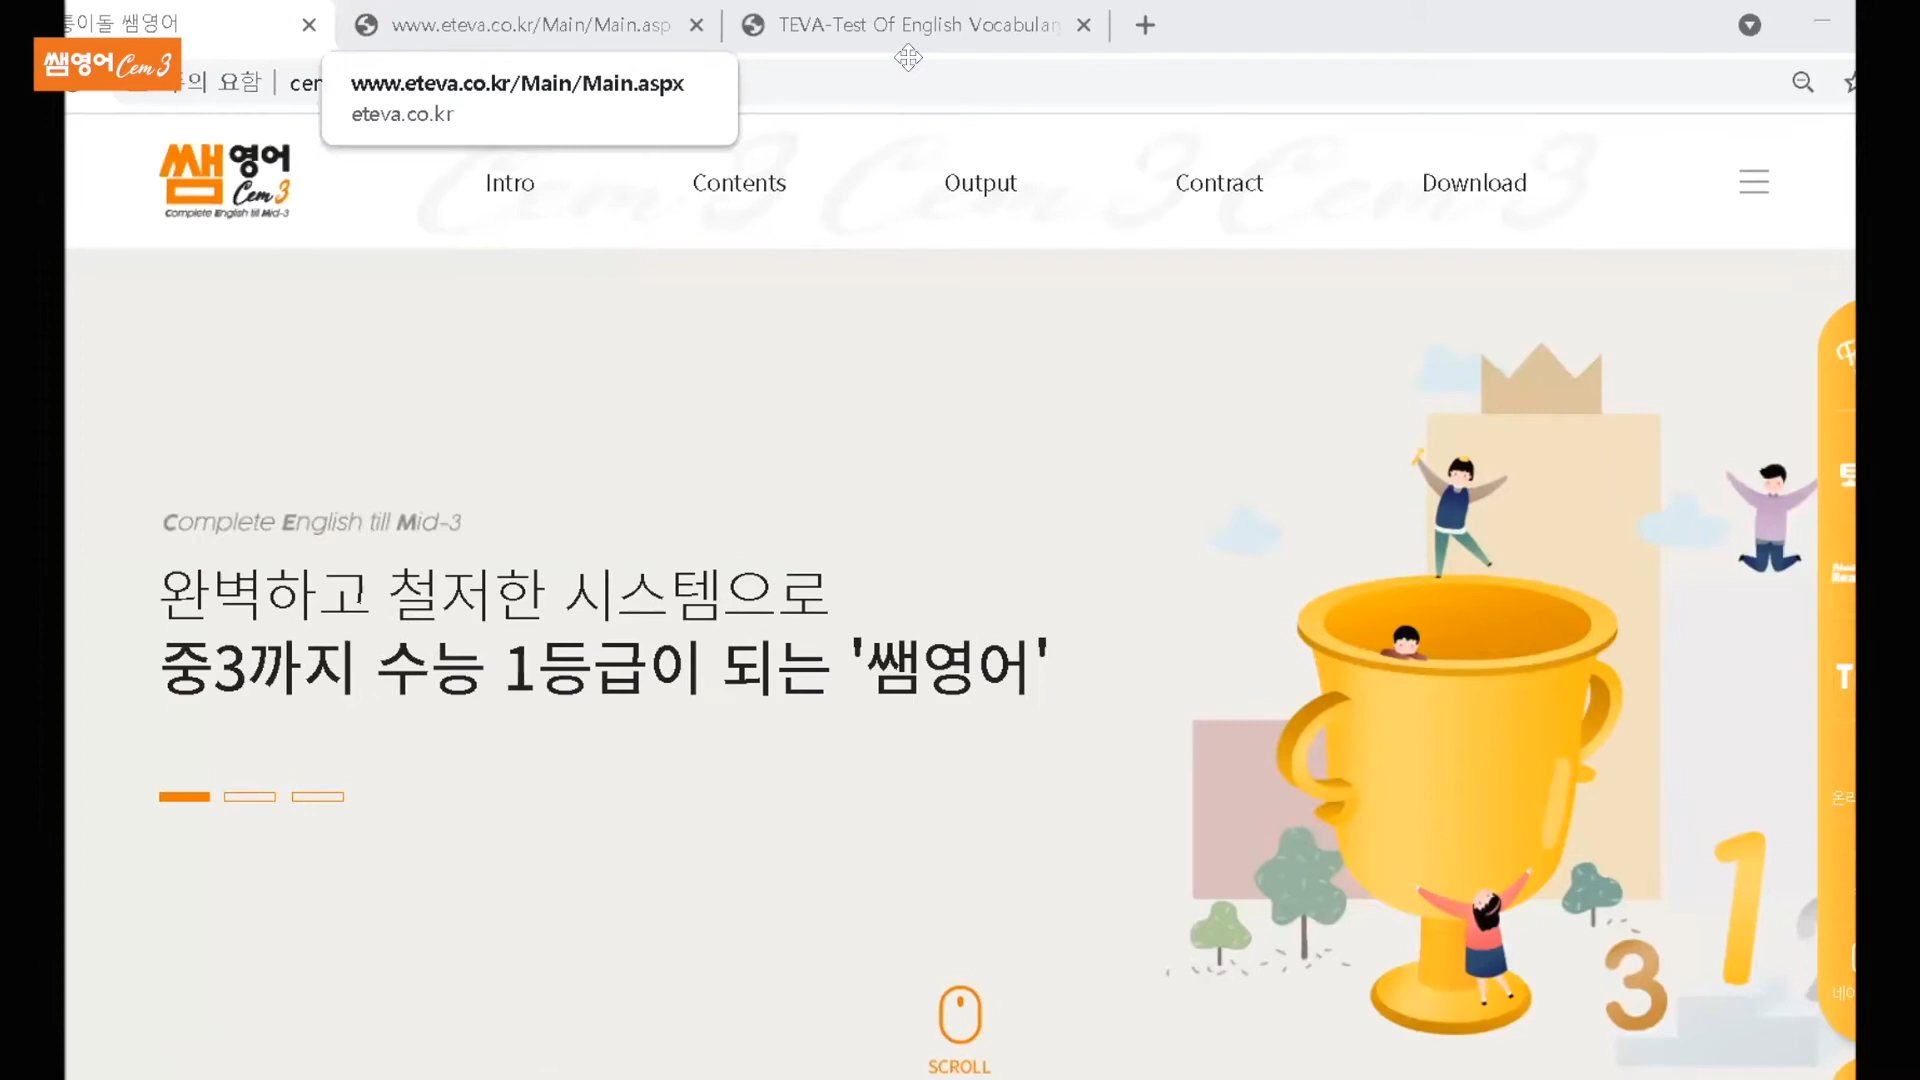 통이돌 쌤영어
www.eteva.co.kr/Main/Main.asp
TEVA-Test Of English Vocabular
쌤영어 Cem 3
의 요함
cem
www.eteva.co.kr/Main/Main.aspx
eteva.co.kr
쌤영어
Cem 3
Complete English till Mid-3
Intro
Contents
Output
Contract
Download
Complete English till Mid-3
완벽하고 철저한 시스템으로
중3까지 수능 1등급이 되는 '쌤영어'
1
3
SCROLL